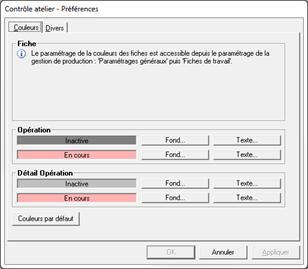 Contrôle atelier - Préférences
Couleurs Divers
Fiche
Le paramétrage de la couleurs des fiches est accessible depuis le paramétrage de la
gestion de production : 'Paramétrages généraux' puis 'Fiches de travail'.
Opération
Inactive Fond... Texte...
En cours Fond... Texte...
Détail Opération
Inactive Fond... Texte...
En cours Fond... Texte...
Couleurs par défaut
OK Annuler Appliquer